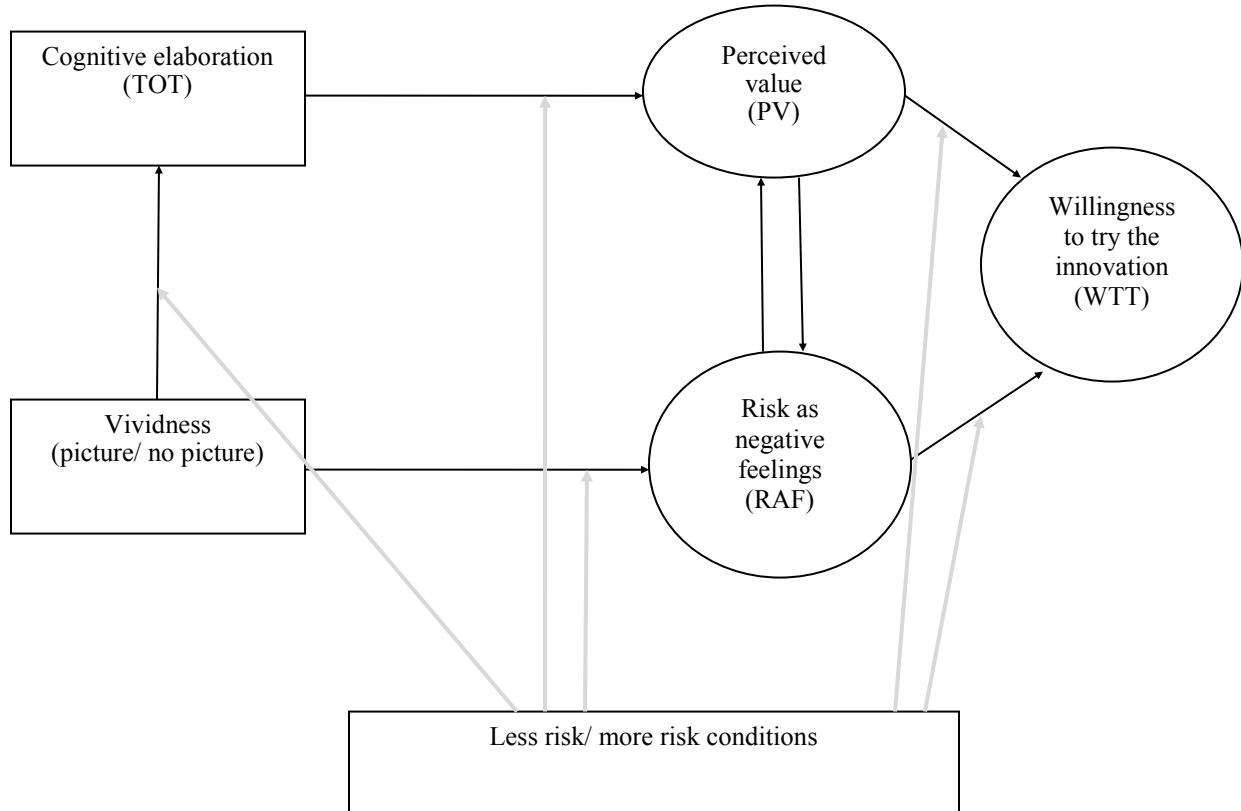 Cognitive elaboration
(TOT)
Perceived
value
(PV)
Willingness
to try the
innovation
(WTT)
Vividness
(picture/ no picture)
Risk as
negative
feelings
(RAF)
Less risk/ more risk conditions